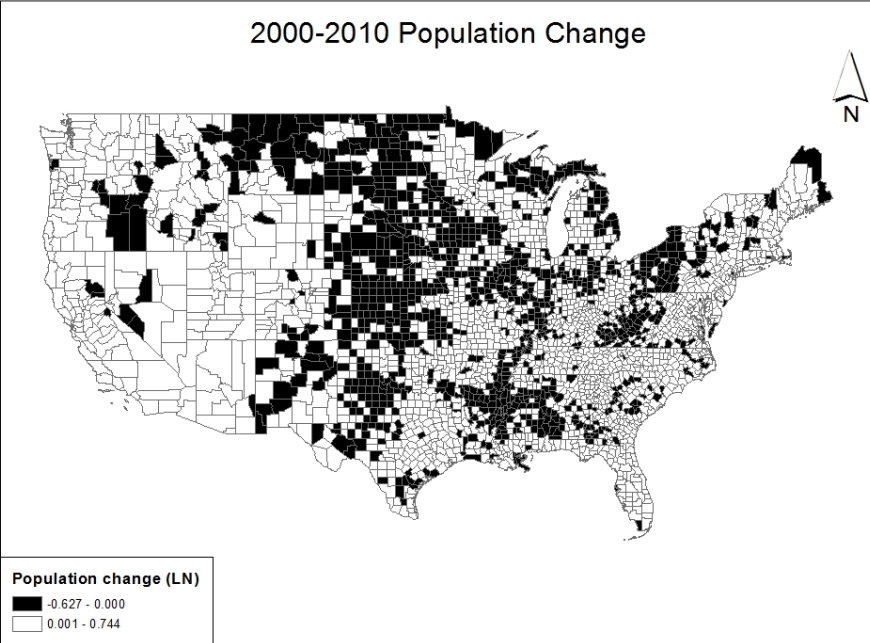 2000-2010 Population Change
N
Population change (LN)
-0.627 - 0.000
0.001 - 0.744